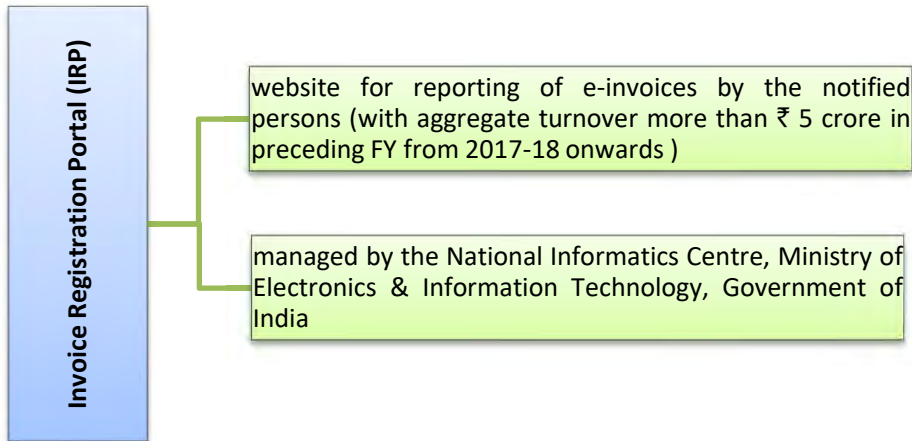 Invoice Registration Portal (IRP)
website for reporting of e-invoices by the notified
persons (with aggregate turnover more than ₹ 5 crore in
preceding FY from 2017-18 onwards )
managed by the National Informatics Centre, Ministry of
Electronics & Information Technology, Government of
India